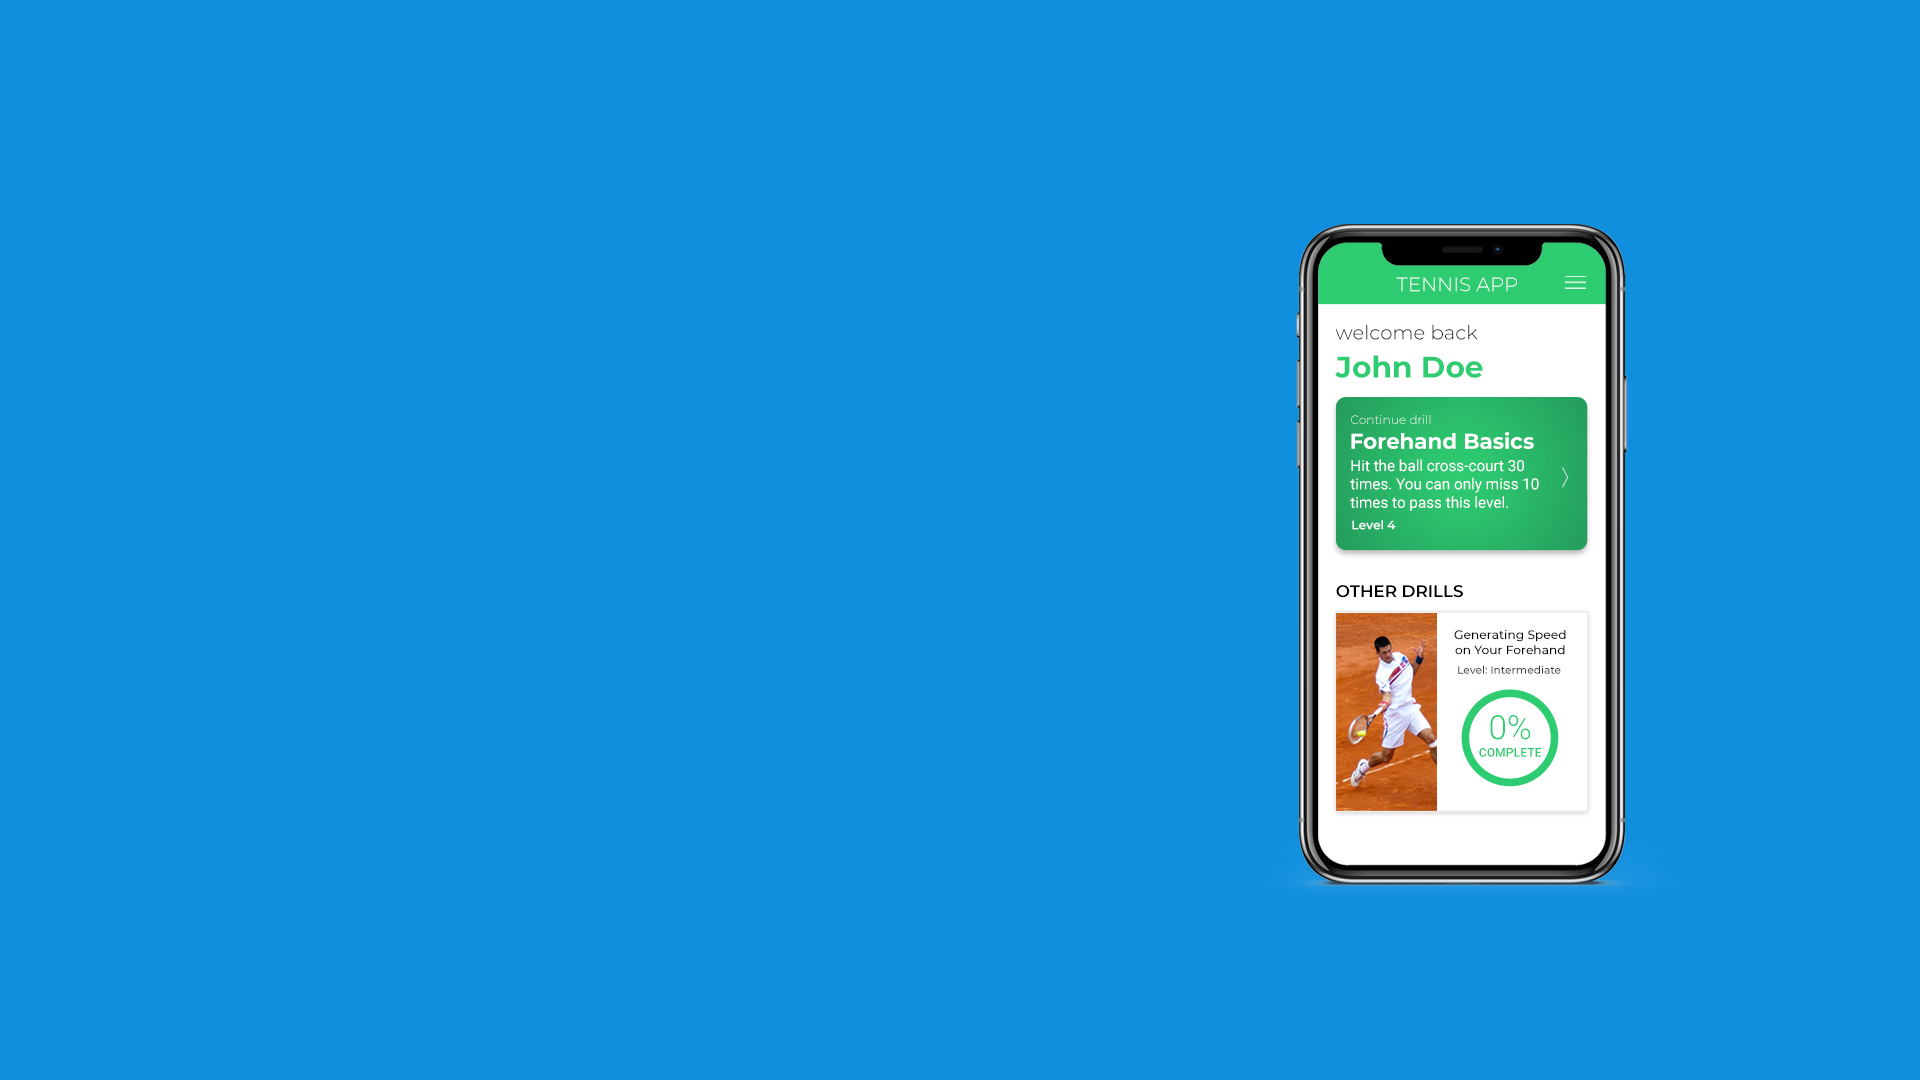 TENNIS APP
welcome back
John Doe
Continue drill
Forehand Basics
Hit the ball cross-court 30
times. You can only miss 10
times to pass this level.
Level 4
OTHER DRILLS
Generating Speed
on Your Forehand
Level: Intermediate
0%
COMPLETE